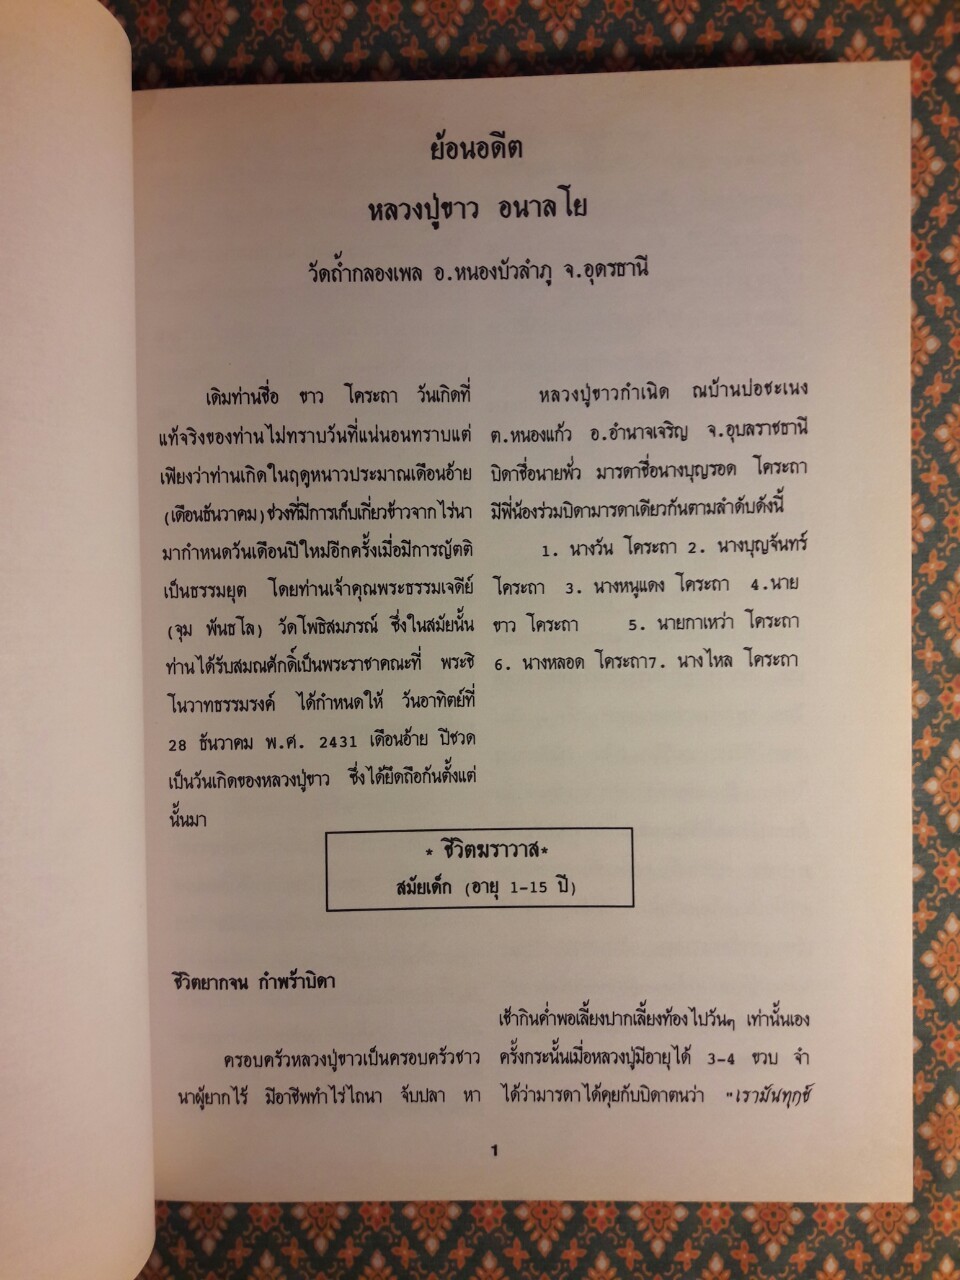 ย้อนอดีต
หลวงปู่ขาว อนาลโย
วัดถ้ำกลองเพล อ.หนองบัวลำภู จ.อุดรธานี
เดิมท่านชื่อ ขาว โคระถา วันเกิดที่
แท้จริงของท่านไม่ทราบวันที่แน่นอนทราบแต่
เพียงว่าท่านเกิดในฤดูหนาวประมาณเดือนอ้าย
(เดือนธันวาคม)ช่วงที่มีการเก็บเกี่ยวข้าวจากไร่นา
มากำหนดวันเดือนปีใหม่อีกครั้งเมื่อมีการญัตติ
เป็นธรรมยุต โดยท่านเจ้าคุณพระธรรมเจดีย์
(จุม พันธโล) วัดโพธิสมภรณ์ ซึ่งในสมัยนั้น
ท่านได้รับสมณศักดิ์เป็นพระราชาคณะที่ พระชิ
โนวาทธรรมรงค์ ได้กำหนดให้ วันอาทิตย์ที่
28 ธันวาคม พ.ศ. 2431 เดือนอ้าย ปีชวด
เป็นวันเกิดของหลวงปู่ขาว ซึ่งได้ยึดถือกันตั้งแต่
นั้นมา
หลวงปู่ขาวกำเนิด ณบ้านบ่อชะเนง
ต.หนองแก้ว อ.อำนาจเจริญ จ.อุบลราชธานี
บิดาชื่อนายพั่ว มารดาชื่อนางบุญรอด โคระถา
มีพี่น้องร่วมบิดามารดาเดียวกันตามลำดับดังนี้
1. นางวัน โคระถา 2. นางบุญจันทร์
โคระถา 3. นางหนูแดง โคระถา 4.นาย
ขาว โคระถา 5. นายกาเหว่า โคระถา
6. นางหลอด โคระถา7. นางไหล โคระถา
* ชีวิตฆราวาส*
สมัยเด็ก (อายุ 1-15 ปี)
ชีวิตยากจน กำพร้าบิดา
ครอบครัวหลวงปู่ขาวเป็นครอบครัวชาว
นาผู้ยากไร้ มีอาชีพทำไร่ไถนา จับปลา หา
เช้ากินค่ำพอเลี้ยงปากเลี้ยงท้องไปวันๆ เท่านั้นเอง
ครั้งกระนั้นเมื่อหลวงปู่มีอายุได้ 3-4 ขวบ จำ
ได้ว่ามารดาได้คุยกับบิดาตนว่า "เรามันทุกข์
1